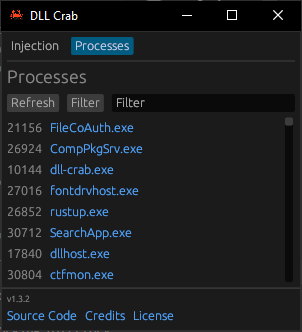 DLL Crab
Injection Processes
Processes
Refresh Filter Filter
21156 FileCoAuth.exe
26924 CompPkgSrv.exe
10144 dll-crab.exe
27016 fontdrvhost.exe
26852 rustup.exe
30712 SearchApp.exe
17840 dllhost.exe
30804 ctfmon.exe
v1.3.2
Source Code Credits License